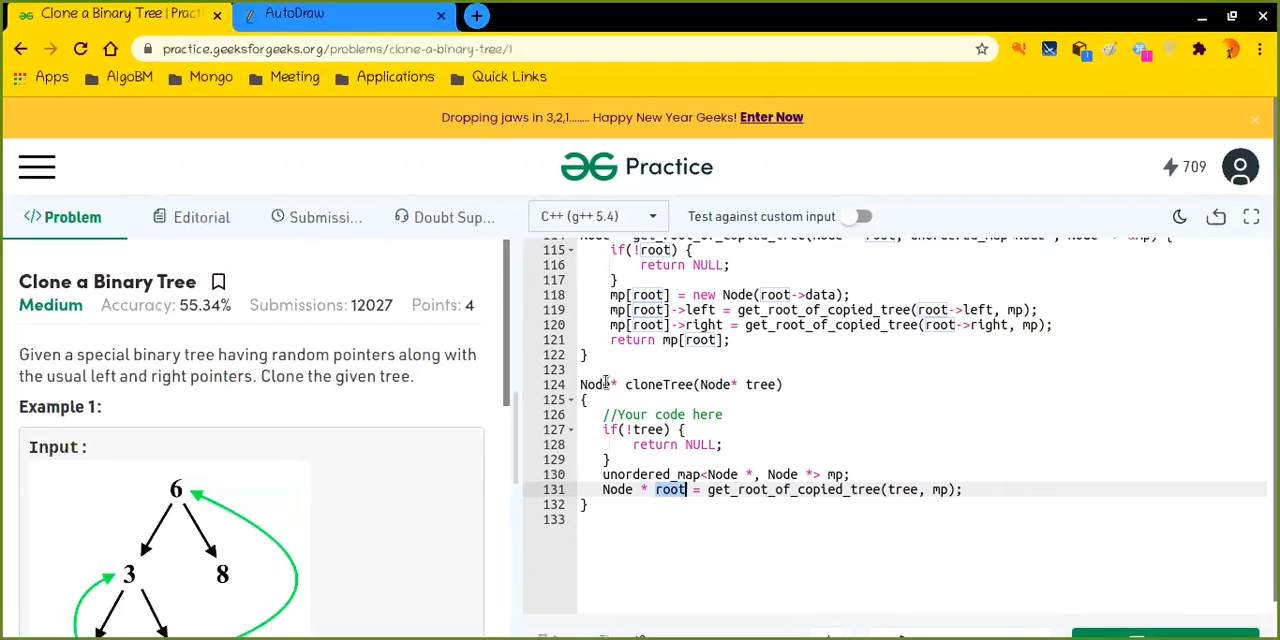 Clone a Binary Tree | Pract
AutoDraw
practice.geeksforgeeks.org/problems/clone-a-binary-tree/1
Apps AlgoBM Mongo Meeting Applications Quick Links
Dropping jaws in 3,2,1....... Happy New Year Geeks! Enter Now
Practice
709
</> Problem Editorial Submissi... Doubt Sup...
C++ (g++ 5.4) Test against custom input
Clone a Binary Tree
Medium Accuracy: 55.34% Submissions: 12027 Points: 4
Given a special binary tree having random pointers along with
the usual left and right pointers. Clone the given tree.
Example 1:
Input:
6
3 8
115 if(!root) {
116 return NULL;
117 }
118 mp[root] = new Node(root->data);
119 mp[root]->left = get_root_of_copied_tree(root->left, mp);
120 mp[root]->right = get_root_of_copied_tree(root->right, mp);
121 return mp[root];
122 }
123
124 Node* cloneTree(Node* tree)
125 {
126 //Your code here
127 if(!tree) {
128 return NULL;
129 }
130 unordered_map<Node *, Node *> mp;
131 Node * root = get_root_of_copied_tree(tree, mp);
132 }
133